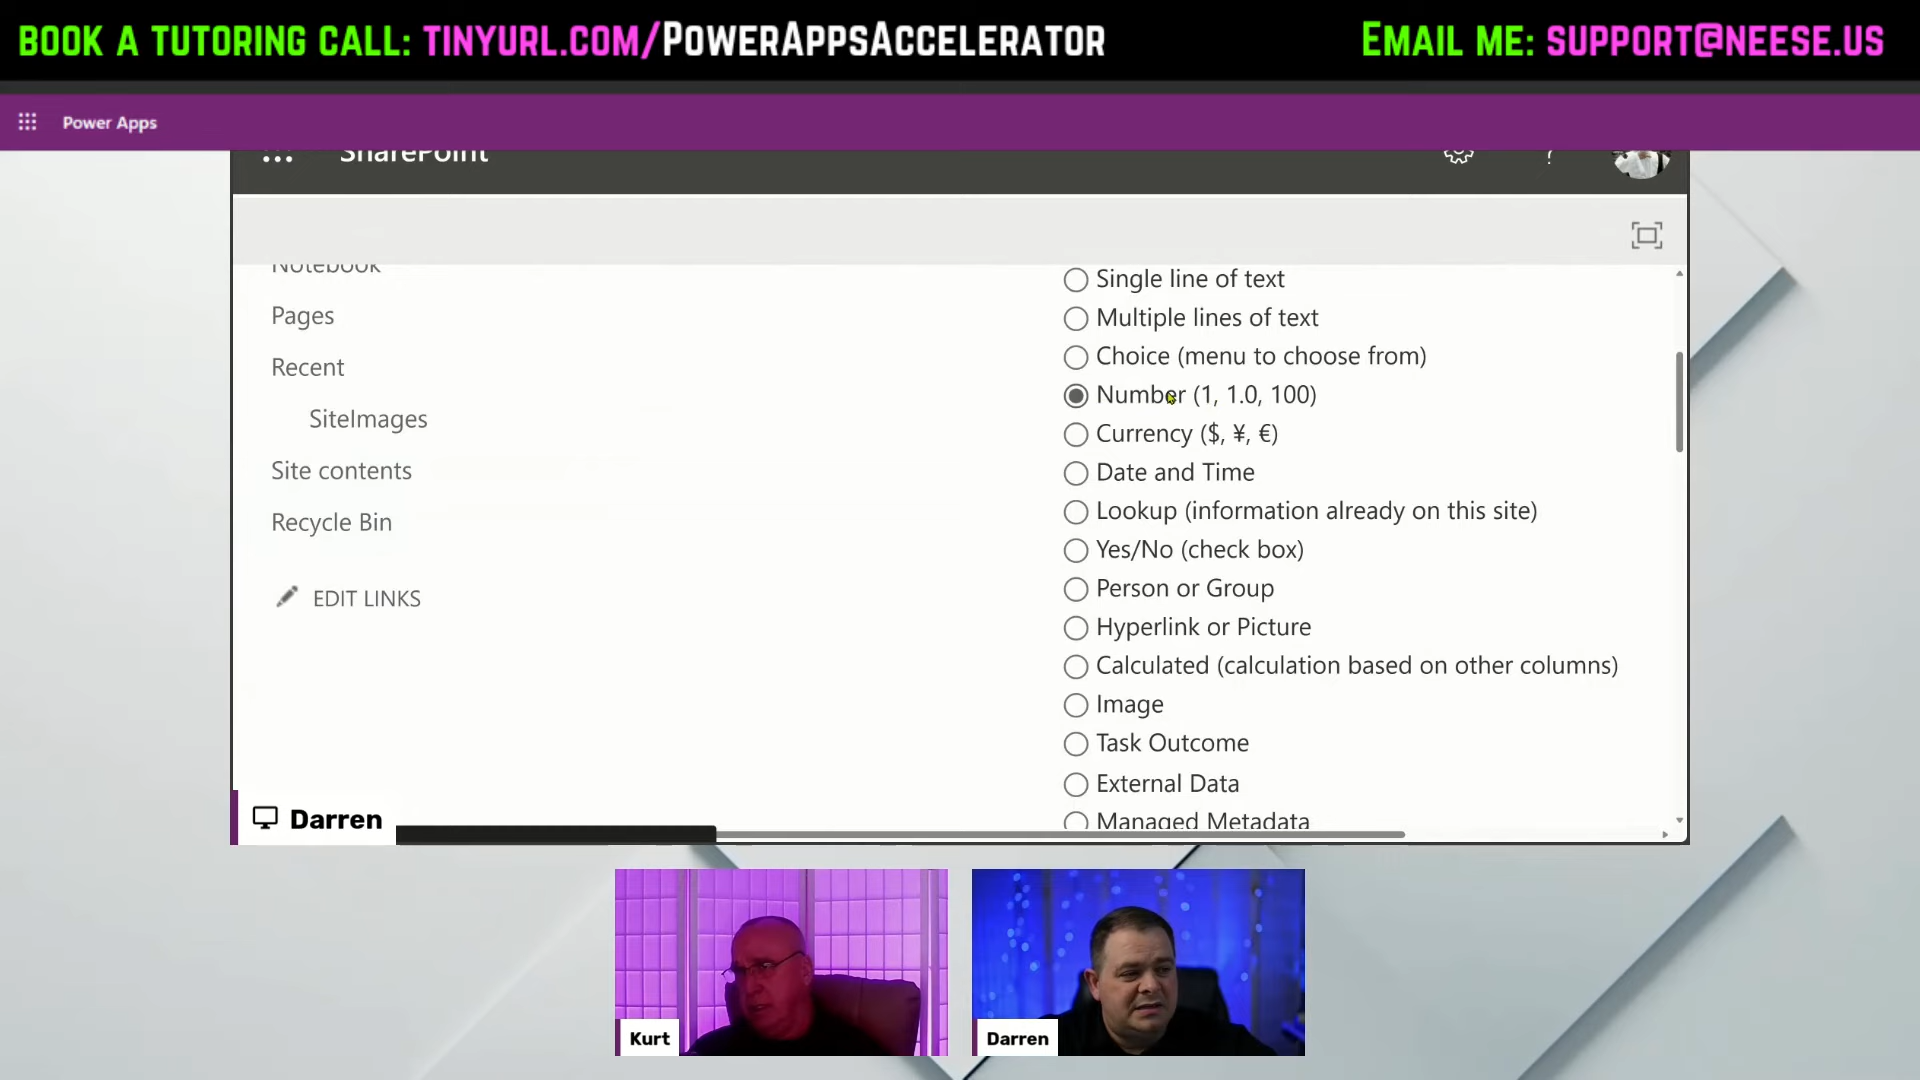 BOOK A TUTORING CALL: TINYURL.COM/POWERAPPSACCELERATOR
EMAIL ME: SUPPORT@NEESE.US
Power Apps
SharePoint
?
Notebook
Pages
Recent
SiteImages
Site contents
Recycle Bin
EDIT LINKS
Single line of text
Multiple lines of text
Choice (menu to choose from)
Number (1, 1.0, 100)
Currency ($, ¥, €)
Date and Time
Lookup (information already on this site)
Yes/No (check box)
Person or Group
Hyperlink or Picture
Calculated (calculation based on other columns)
Image
Task Outcome
External Data
Managed Metadata
Darren
Kurt
Darren